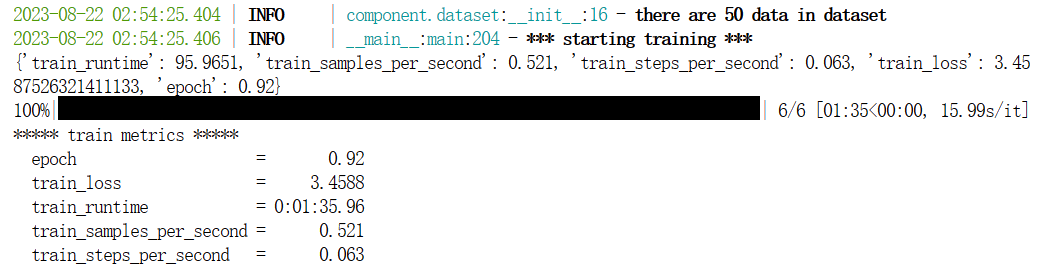 2023-08-22 02:54:25.404 | INFO     | component.dataset:__init__:16 - there are 50 data in dataset
2023-08-22 02:54:25.406 | INFO     | __main__:main:204 - *** starting training ***
{'train_runtime': 95.9651, 'train_samples_per_second': 0.521, 'train_steps_per_second': 0.063, 'train_loss': 3.45
87526321411133, 'epoch': 0.92}
100%| | 6/6 [01:35<00:00, 15.99s/it]
***** train metrics *****
  epoch                    =       0.92
  train_loss               =     3.4588
  train_runtime            = 0:01:35.96
  train_samples_per_second =      0.521
  train_steps_per_second   =      0.063